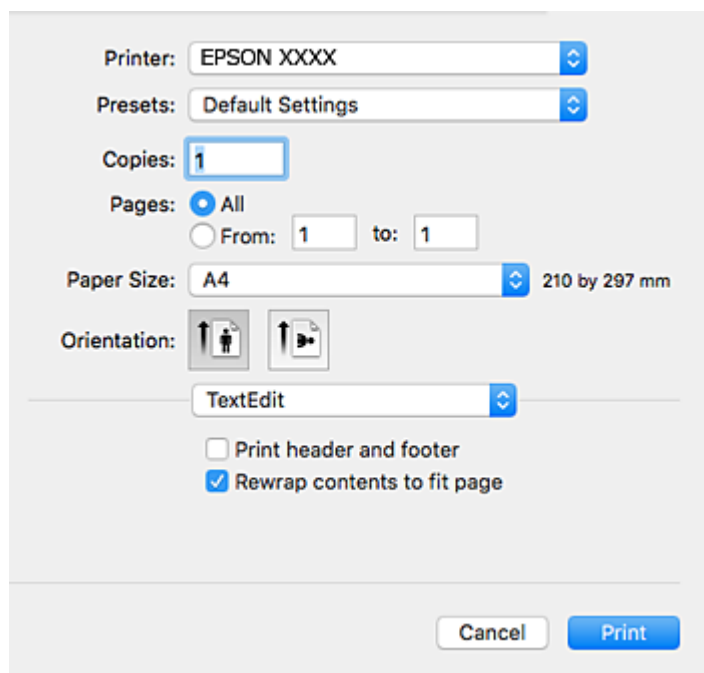 Printer: EPSON XXXX
Presets: Default Settings
Copies: 1
Pages: All
From: 1 to: 1
Paper Size: A4 210 by 297 mm
Orientation:
TextEdit
Print header and footer
Rewrap contents to fit page
Cancel Print